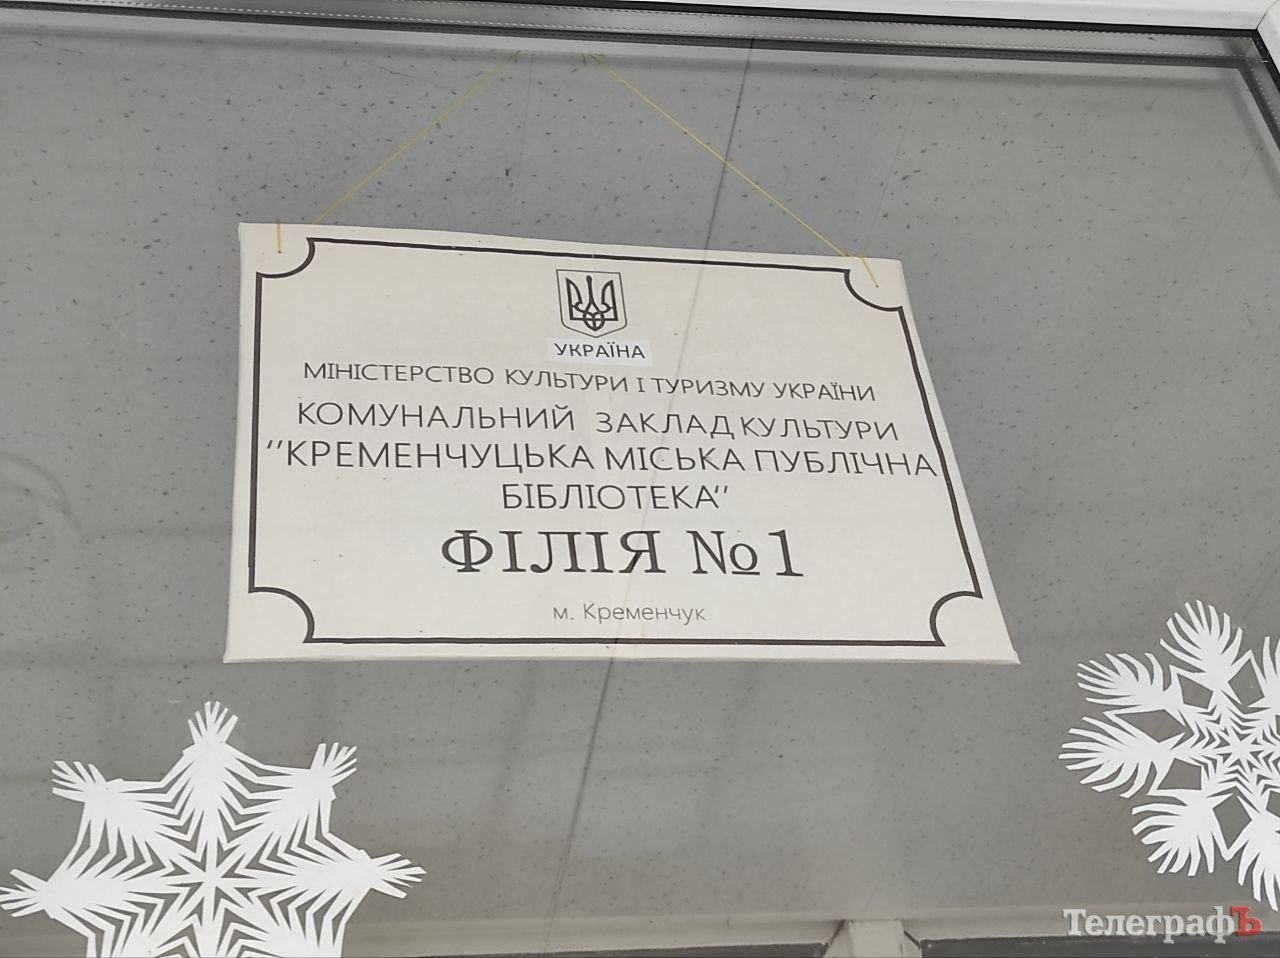 УКРАЇНА
МІНІСТЕРСТВО КУЛЬТУРИ І ТУРИЗМУ УКРАЇНИ
КОМУНАЛЬНИЙ ЗАКЛАД КУЛЬТУРИ
"КРЕМЕНЧУЦЬКА МІСЬКА ПУБЛІЧНА
БІБЛІОТЕКА"
ФІЛІЯ №1
м. Кременчук
ТелеграфЪ